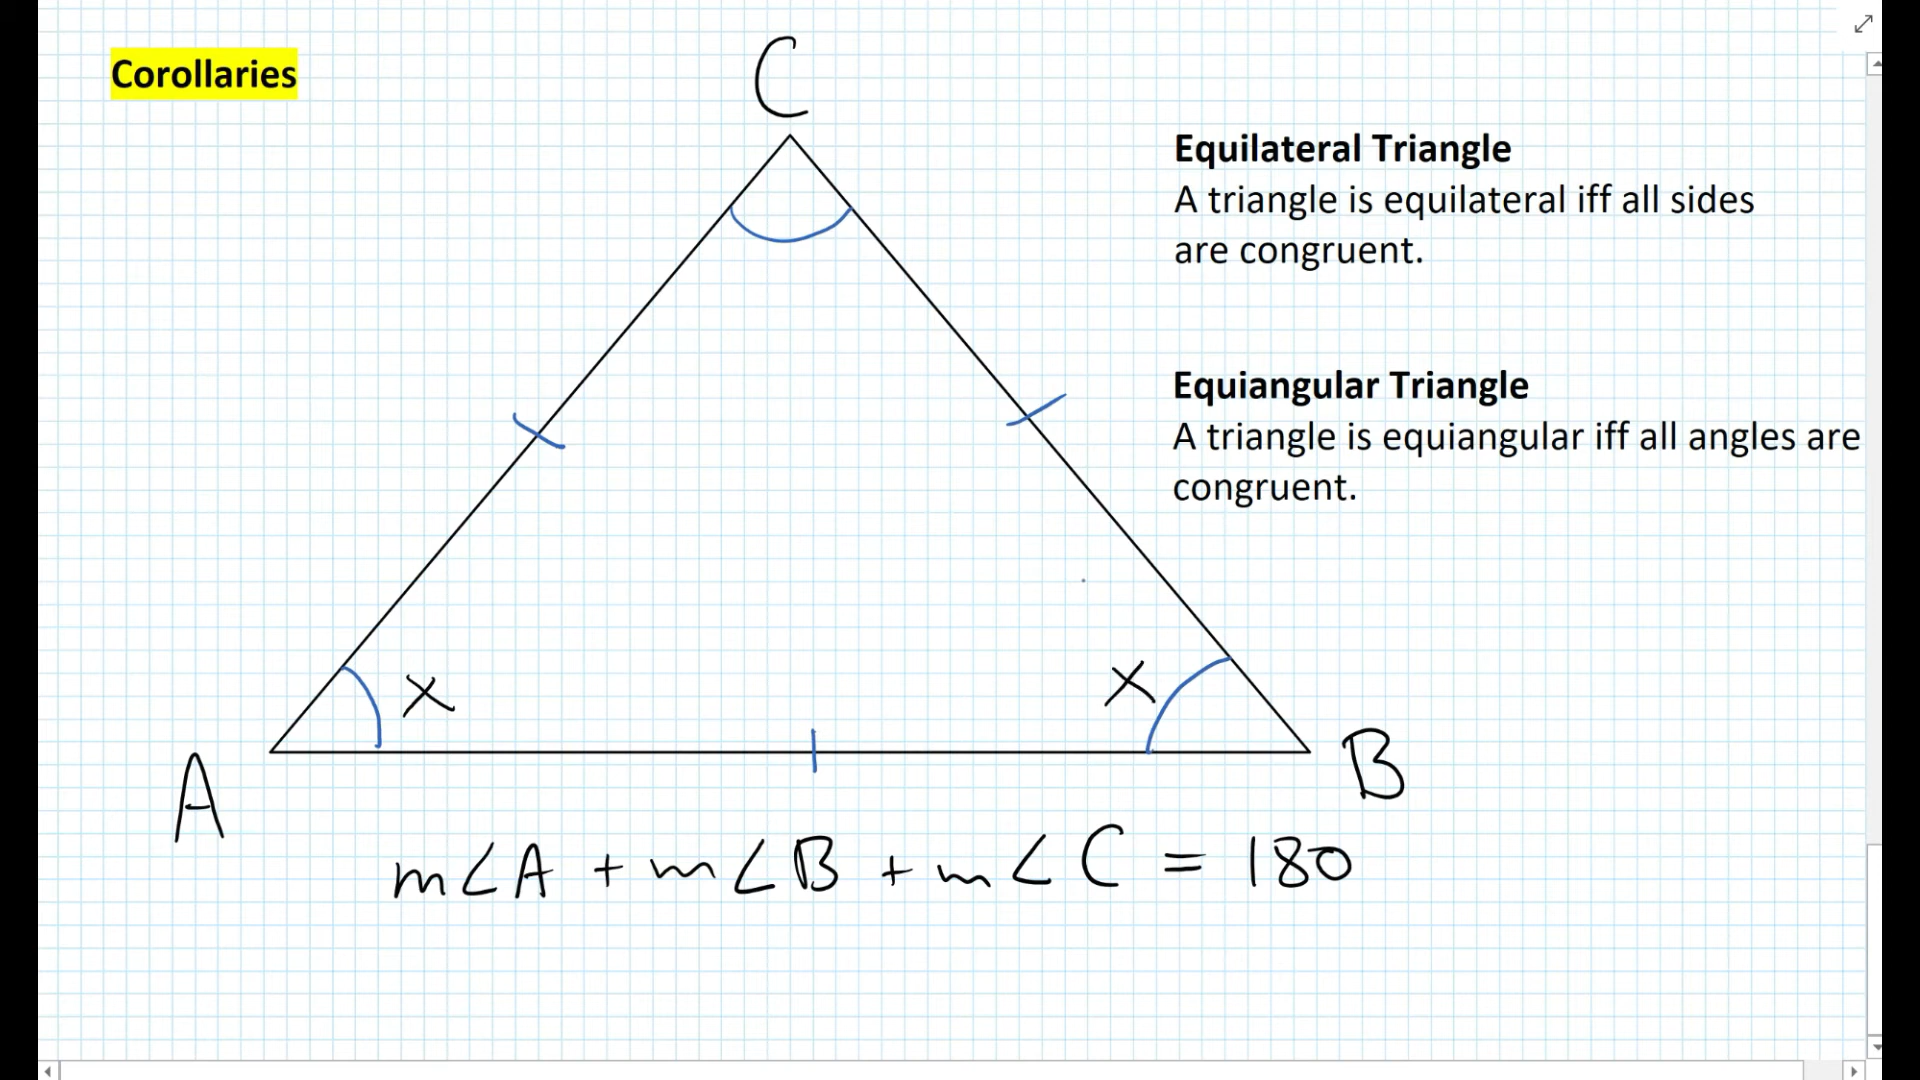 Corollaries
C
Equilateral Triangle
A triangle is equilateral iff all sides
are congruent.
Equiangular Triangle
A triangle is equiangular iff all angles are
congruent.
x
x
A
B
m∠A + m∠B + m∠C = 180